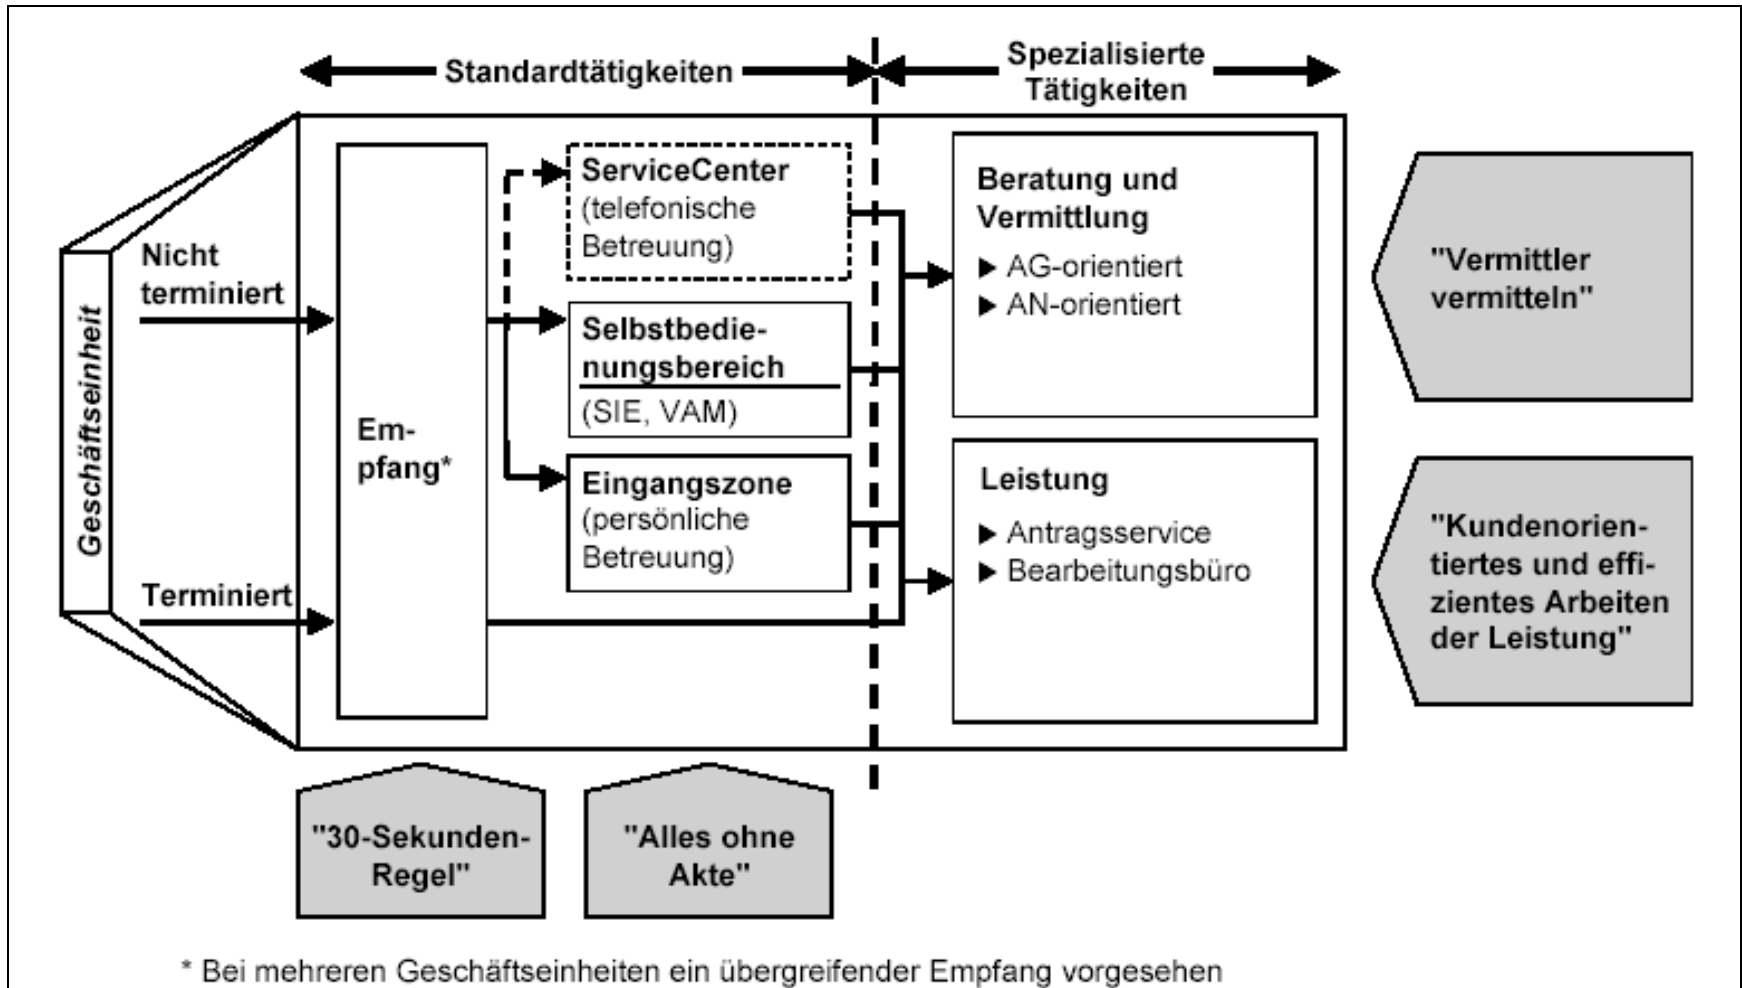 Standardtätigkeiten
Spezialisierte
Tätigkeiten
Geschäftseinheit
Nicht
terminiert
Terminiert
Em-
pfang*
ServiceCenter
(telefonische
Betreuung)
Selbstbedie-
nungsbereich
(SIE, VAM)
Eingangszone
(persönliche
Betreuung)
Beratung und
Vermittlung
▶ AG-orientiert
▶ AN-orientiert
Leistung
▶ Antragsservice
▶ Bearbeitungsbüro
"Vermittler
vermitteln"
"Kundenorien-
tiertes und effi-
zientes Arbeiten
der Leistung"
"30-Sekunden-
Regel"
"Alles ohne
Akte"
* Bei mehreren Geschäftseinheiten ein übergreifender Empfang vorgesehen